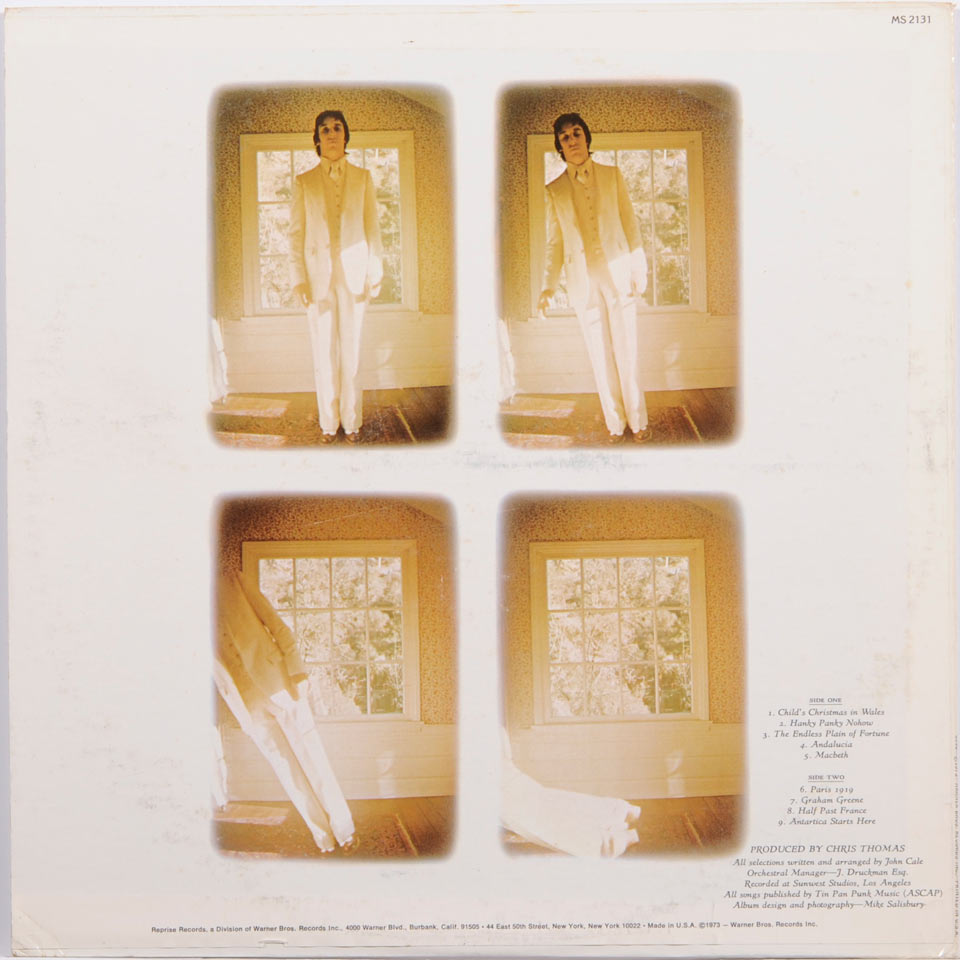 MS 2131
SIDE ONE
1. Child's Christmas in Wales
2. Hanky Panky Nohow
3. The Endless Plain of Fortune
4. Andalucia
5. Macbeth
SIDE TWO
6. Paris 1919
7. Graham Greene
8. Half Past France
9. Antartica Starts Here
PRODUCED BY CHRIS THOMAS
All selections written and arranged by John Cale
Orchestral Manager—J. Druckman Esq.
Recorded at Sunwest Studios, Los Angeles
All songs published by Tin Pan Punk Music (ASCAP)
Album design and photography—Mike Salisbury
Reprise Records, a Division of Warner Bros. Records Inc., 4000 Warner Blvd., Burbank, Calif. 91505 • 44 East 50th Street, New York, New York 10022 • Made in U.S.A. ©1973 — Warner Bros. Records Inc.